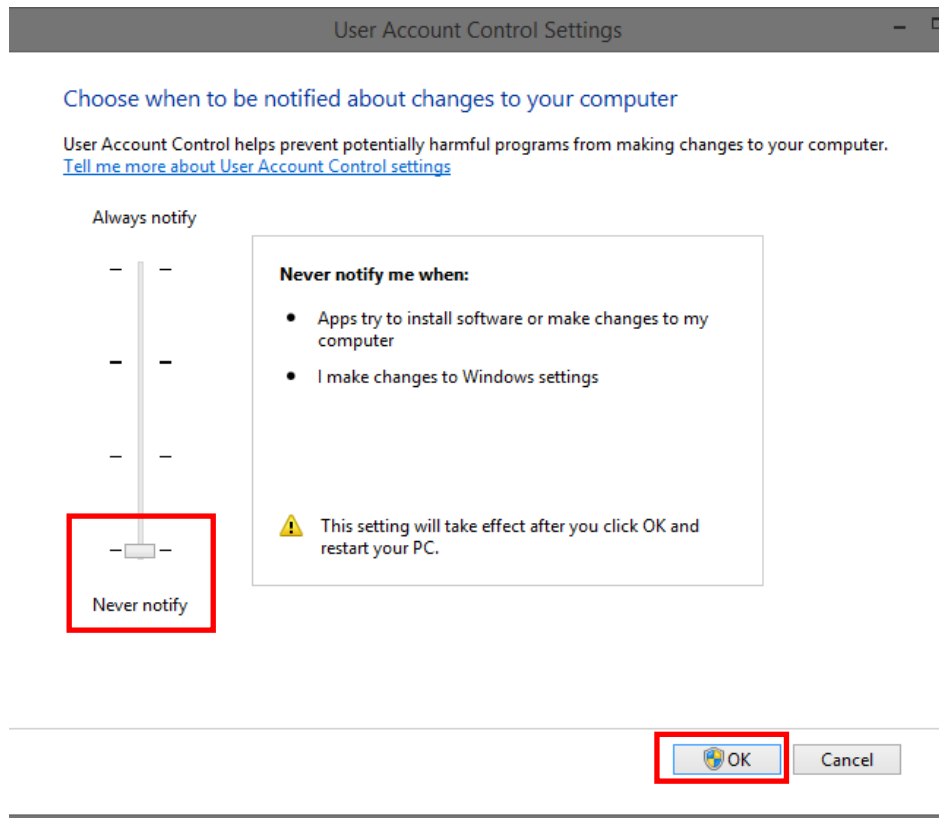 User Account Control Settings
Choose when to be notified about changes to your computer
User Account Control helps prevent potentially harmful programs from making changes to your computer.
Tell me more about User Account Control settings
Always notify
Never notify me when:
• Apps try to install software or make changes to my
computer
• I make changes to Windows settings
This setting will take effect after you click OK and
restart your PC.
Never notify
OK
Cancel